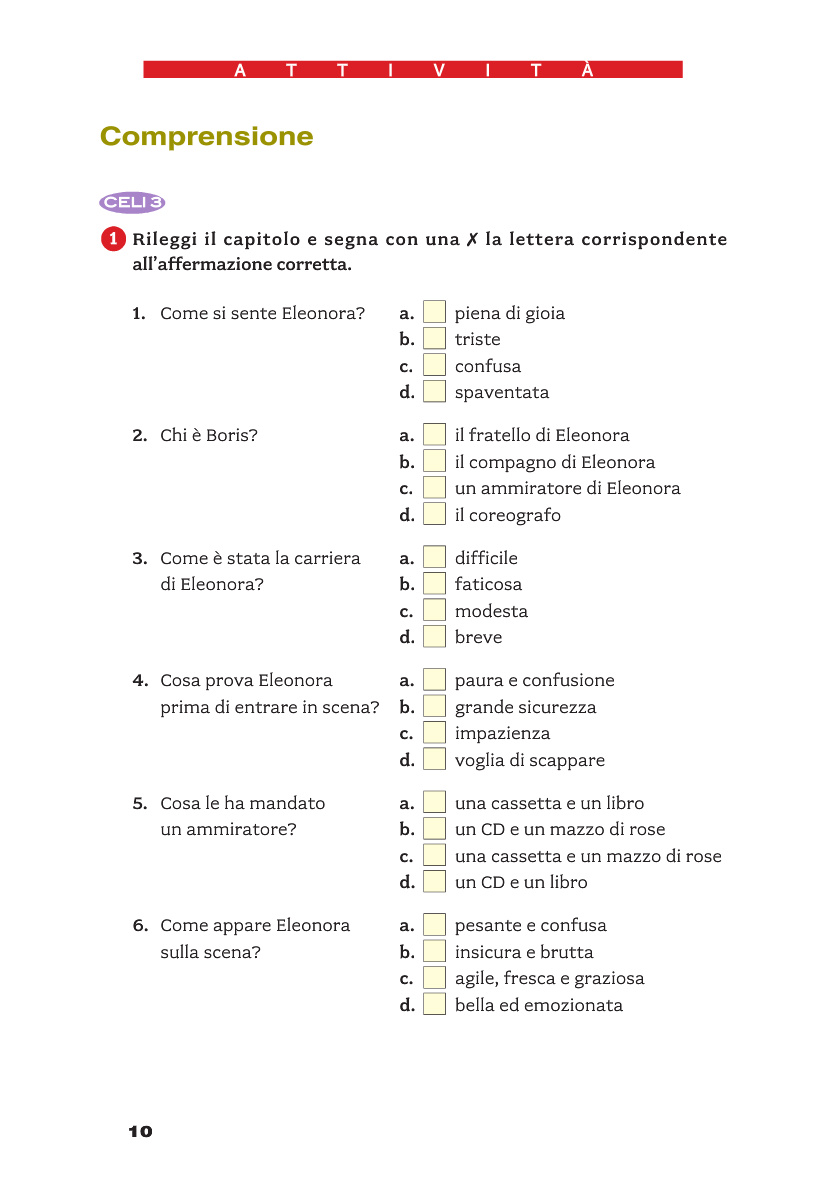 ATTIVITÀ
Comprensione
CELI 3
1 Rileggi il capitolo e segna con una ✗ la lettera corrispondente
all'affermazione corretta.
1. Come si sente Eleonora? a. piena di gioia
b. triste
c. confusa
d. spaventata
2. Chi è Boris? a. il fratello di Eleonora
b. il compagno di Eleonora
c. un ammiratore di Eleonora
d. il coreografo
3. Come è stata la carriera a. difficile
di Eleonora? b. faticosa
c. modesta
d. breve
4. Cosa prova Eleonora a. paura e confusione
prima di entrare in scena? b. grande sicurezza
c. impazienza
d. voglia di scappare
5. Cosa le ha mandato a. una cassetta e un libro
un ammiratore? b. un CD e un mazzo di rose
c. una cassetta e un mazzo di rose
d. un CD e un libro
6. Come appare Eleonora a. pesante e confusa
sulla scena? b. insicura e brutta
c. agile, fresca e graziosa
d. bella ed emozionata
10